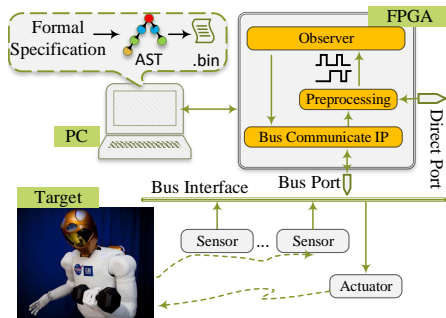 Formal
Specification
AST
.bin
PC
FPGA
Observer
Preprocessing
Bus Communicate IP
Direct Port
Bus Port
Bus Interface
Target
Sensor
...
Sensor
Actuator
GM